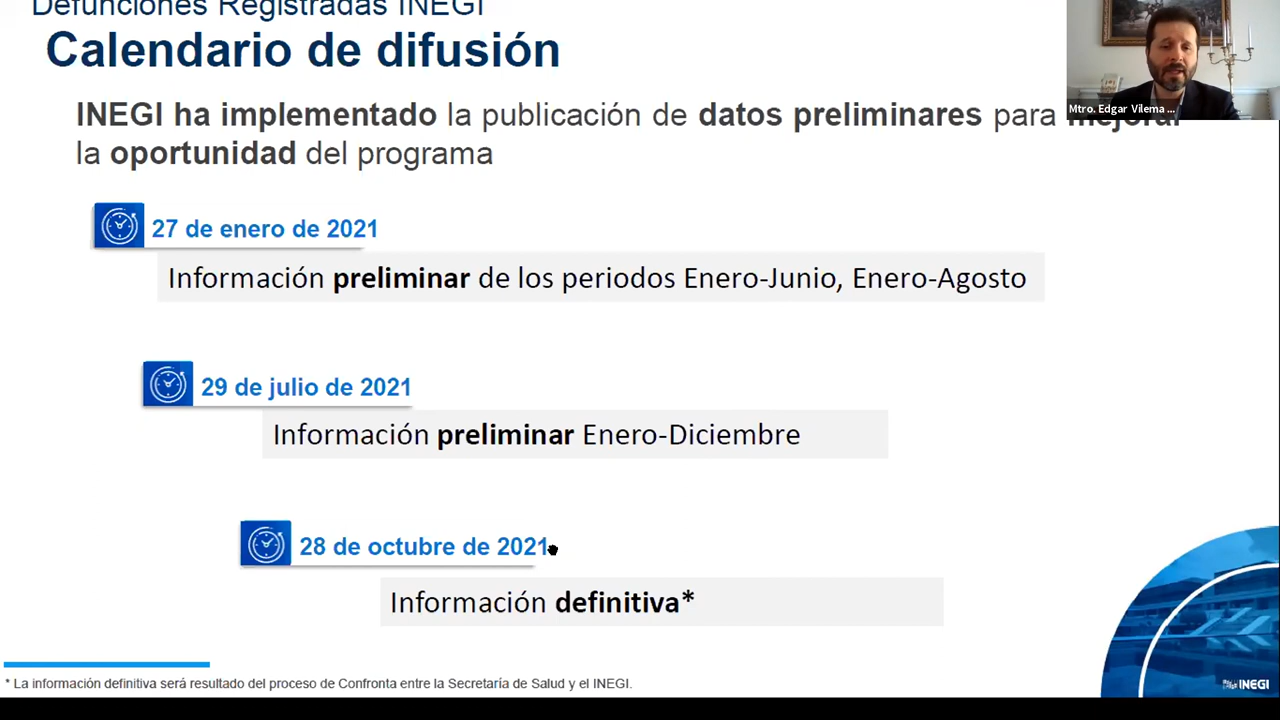 Defunciones Registradas INEGI
Calendario de difusión
INEGI ha implementado la publicación de datos preliminares para mejorar
la oportunidad del programa
Mtro. Edgar Vilema ...
27 de enero de 2021
Información preliminar de los periodos Enero-Junio, Enero-Agosto
29 de julio de 2021
Información preliminar Enero-Diciembre
28 de octubre de 2021
Información definitiva*
* La información definitiva será resultado del proceso de Confronta entre la Secretaría de Salud y el INEGI.
INEGI